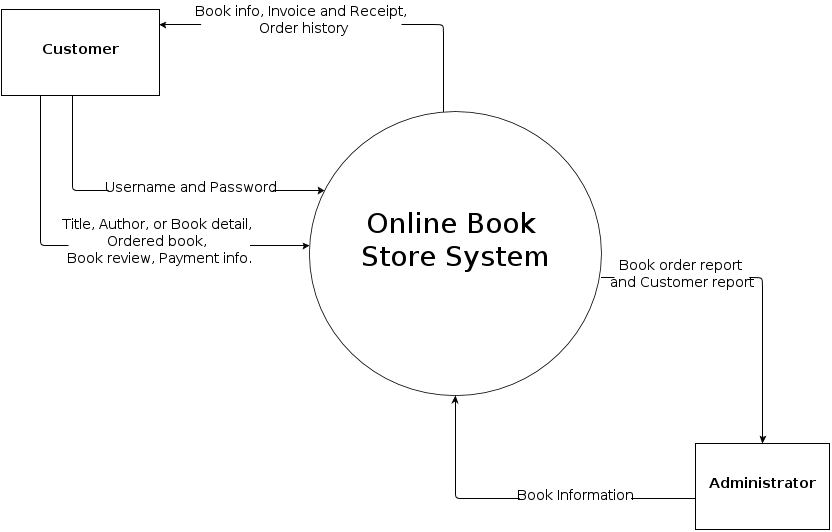 Book info, Invoice and Receipt,
Order history
Customer
Username and Password
Title, Author, or Book detail,
Ordered book,
Book review, Payment info.
Online Book
Store System
Book order report
and Customer report
Administrator
Book Information